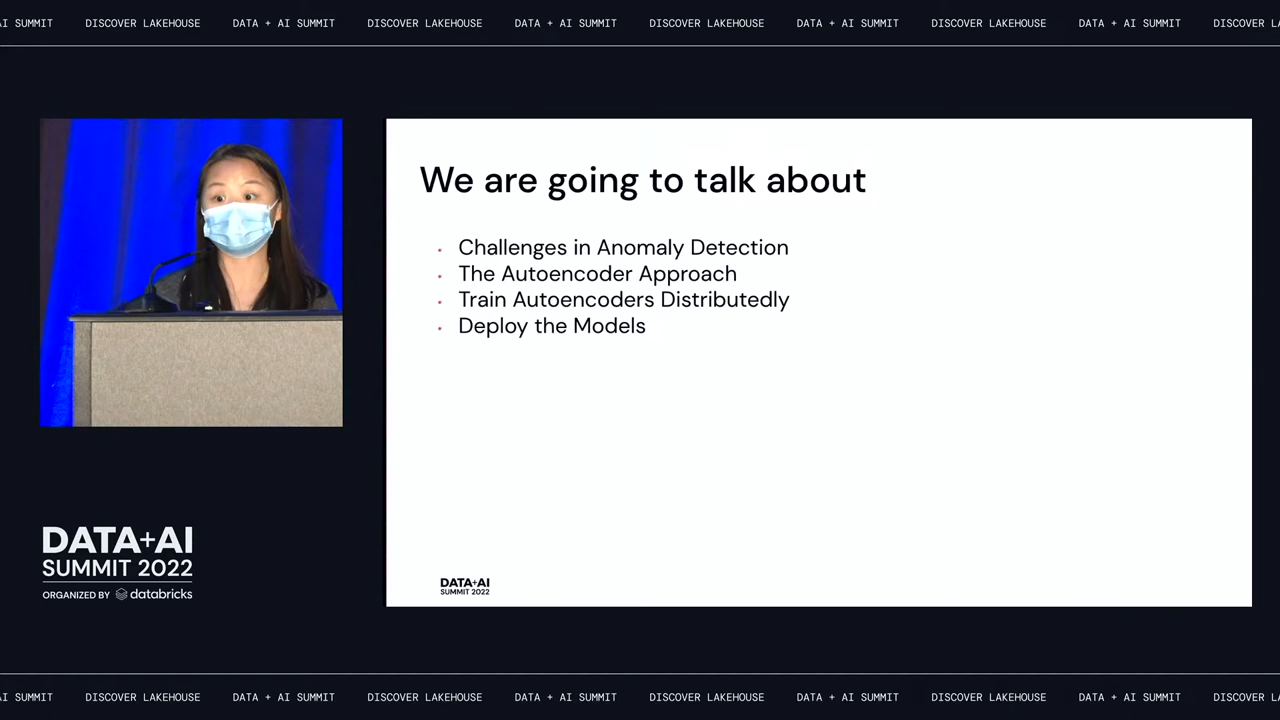 AI SUMMIT DISCOVER LAKEHOUSE DATA + AI SUMMIT DISCOVER LAKEHOUSE DATA + AI SUMMIT DISCOVER LAKEHOUSE DATA + AI SUMMIT DISCOVER LAKEHOUSE DATA + AI SUMMIT DISCOVER LA
We are going to talk about
Challenges in Anomaly Detection
The Autoencoder Approach
Train Autoencoders Distributedly
Deploy the Models
DATA+AI
SUMMIT 2022
DATA+AI
SUMMIT 2022
ORGANIZED BY databricks
AI SUMMIT DISCOVER LAKEHOUSE DATA + AI SUMMIT DISCOVER LAKEHOUSE DATA + AI SUMMIT DISCOVER LAKEHOUSE DATA + AI SUMMIT DISCOVER LAKEHOUSE DATA + AI SUMMIT DISCOVER LA